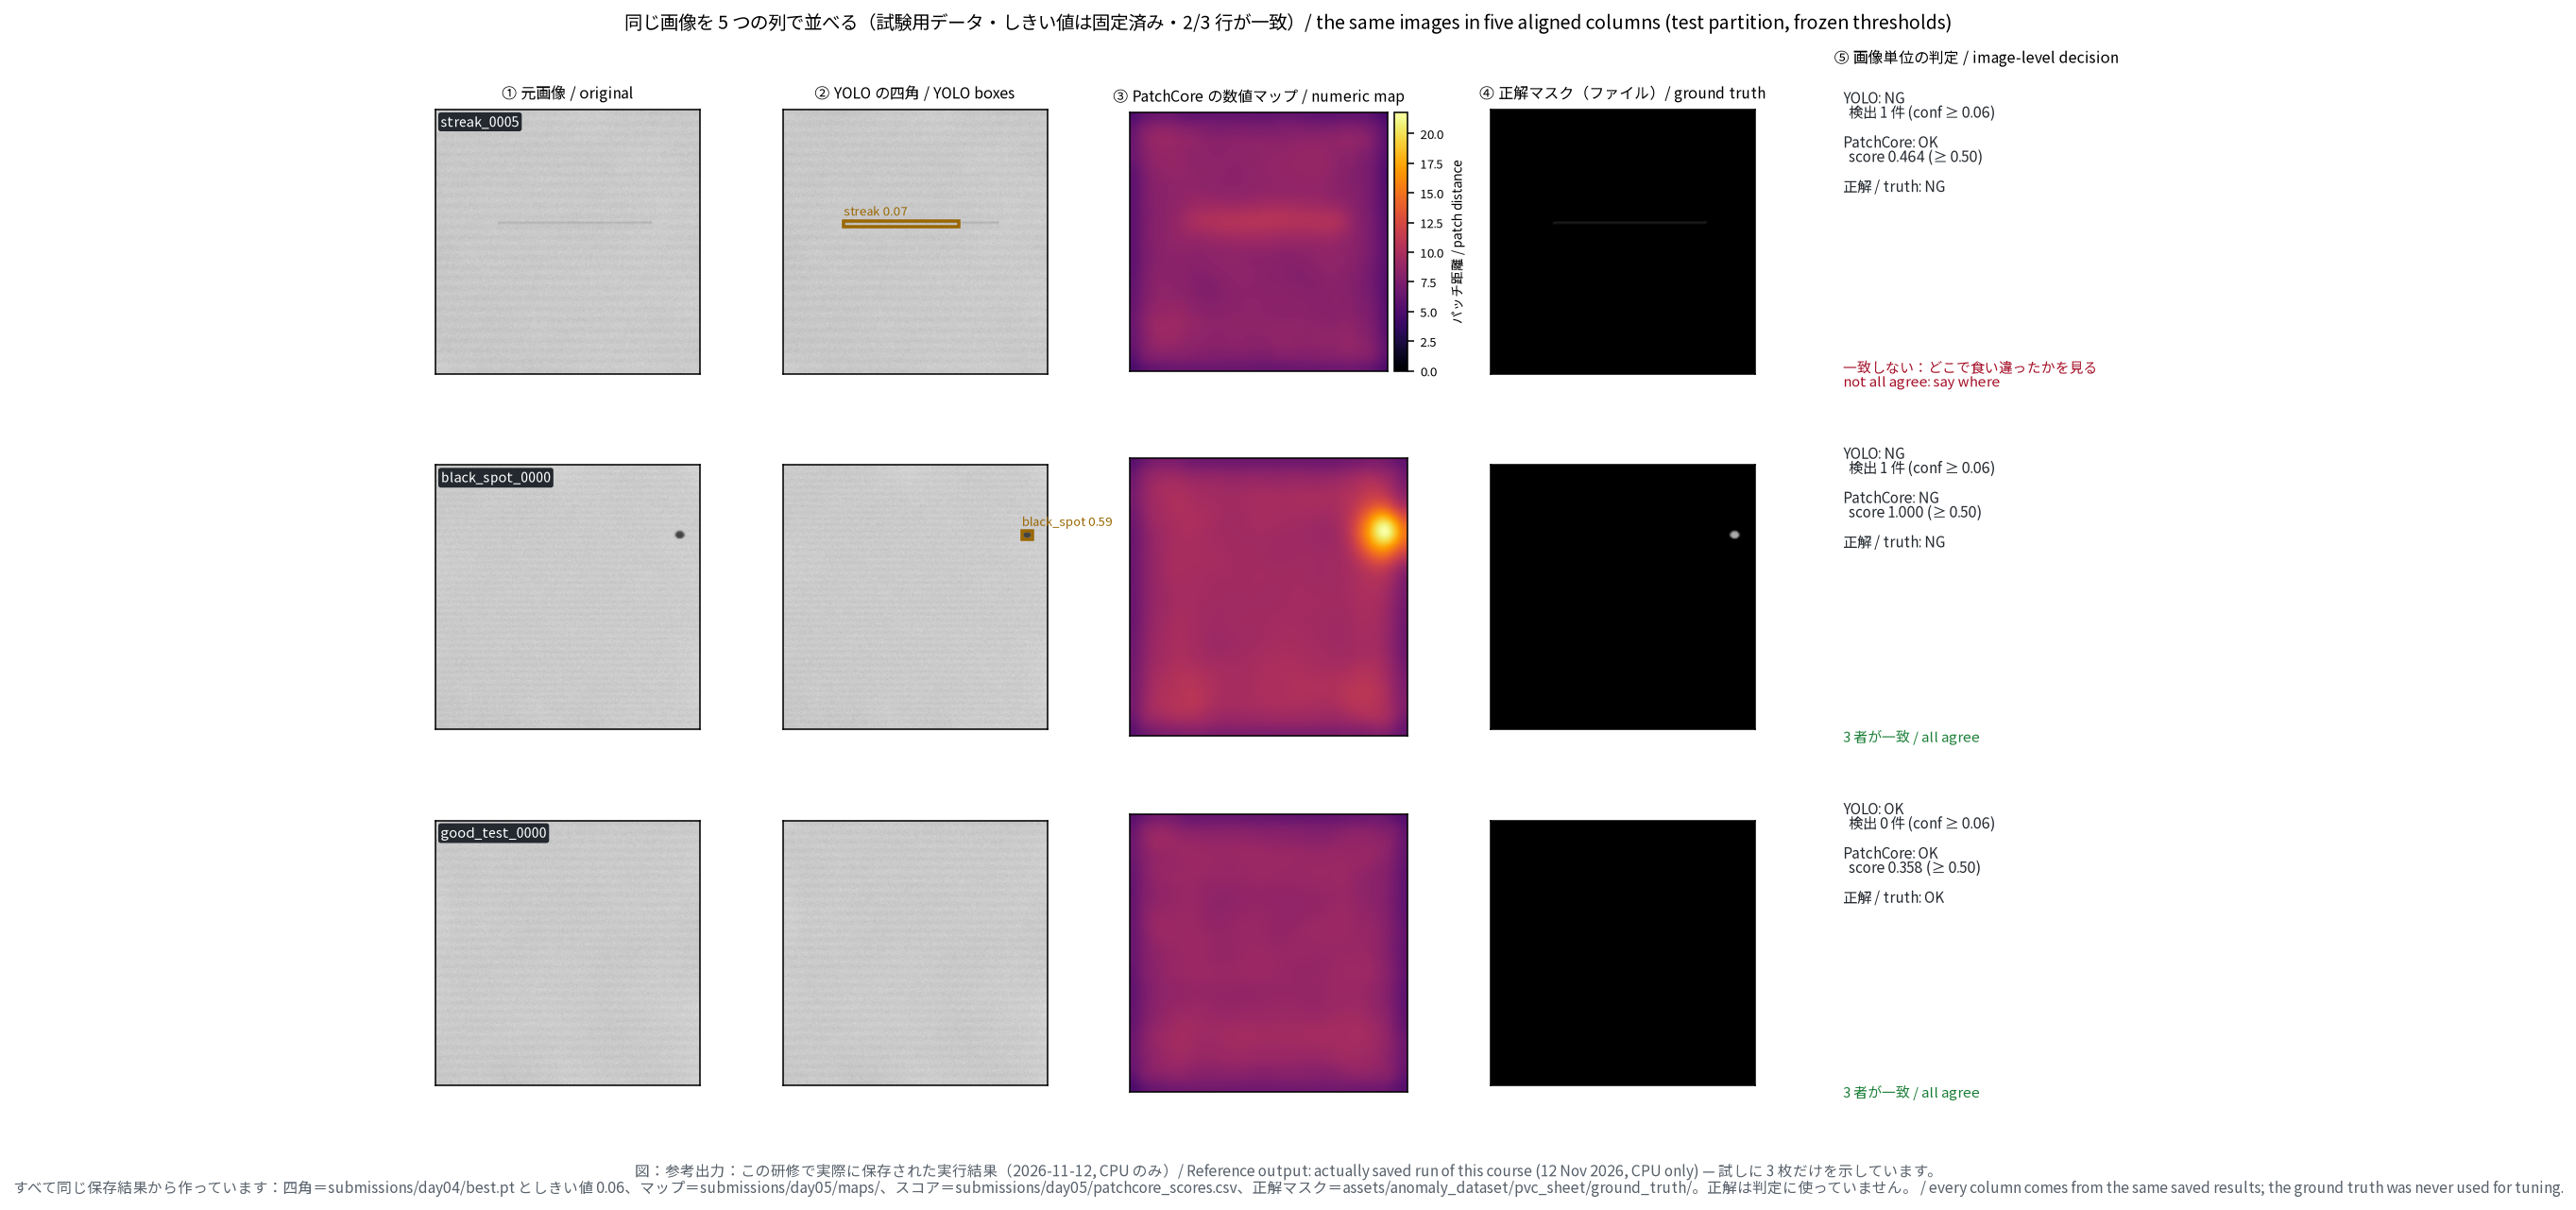 同じ画像を 5 つの列で並べる（試験用データ・しきい値は固定済み・2/3 行が一致）/ the same images in five aligned columns (test partition, frozen thresholds)
① 元画像 / original
② YOLO の四角 / YOLO boxes
③ PatchCore の数値マップ / numeric map
④ 正解マスク（ファイル）/ ground truth
⑤ 画像単位の判定 / image-level decision
streak_0005
streak 0.07
20.0
17.5
15.0
12.5
10.0
7.5
5.0
2.5
0.0
パッチ距離 / patch distance
YOLO: NG
検出 1 件 (conf ≥ 0.06)
PatchCore: OK
score 0.464 (≥ 0.50)
正解 / truth: NG
一致しない：どこで食い違ったかを見る
not all agree: say where
black_spot_0000
black_spot 0.59
YOLO: NG
検出 1 件 (conf ≥ 0.06)
PatchCore: NG
score 1.000 (≥ 0.50)
正解 / truth: NG
3 者が一致 / all agree
good_test_0000
YOLO: OK
検出 0 件 (conf ≥ 0.06)
PatchCore: OK
score 0.358 (≥ 0.50)
正解 / truth: OK
3 者が一致 / all agree
図：参考出力：この研修で実際に保存された実行結果（2026-11-12, CPU のみ）/ Reference output: actually saved run of this course (12 Nov 2026, CPU only) — 試しに 3 枚だけを示しています。
すべて同じ保存結果から作っています：四角＝submissions/day04/best.pt としきい値 0.06、マップ＝submissions/day05/maps/、スコア＝submissions/day05/patchcore_scores.csv、正解マスク＝assets/anomaly_dataset/pvc_sheet/ground_truth/。正解は判定に使っていません。 / every column comes from the same saved results; the ground truth was never used for tuning.